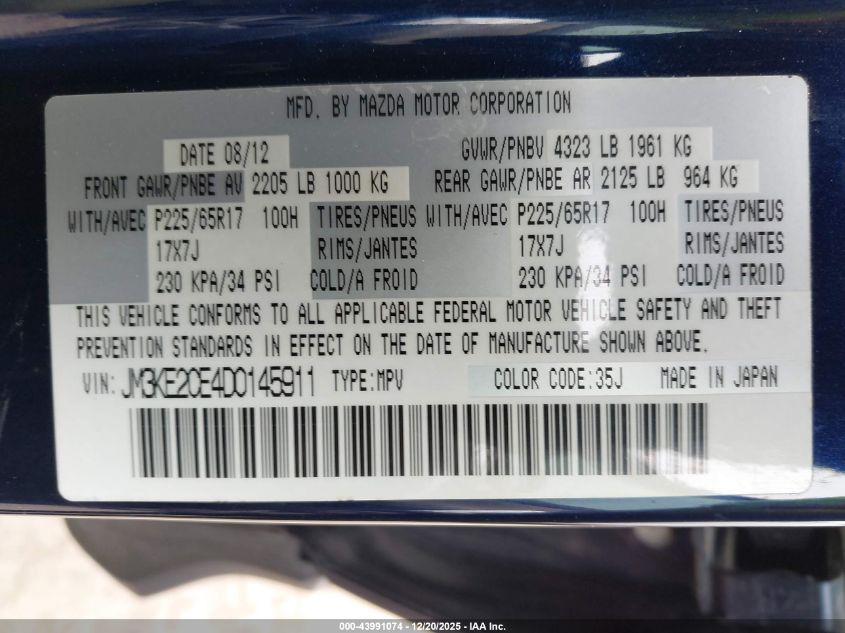 MFD. BY MAZDA MOTOR CORPORATION
DATE 08/12 GVWR/PNBV 4323 LB 1961 KG
FRONT GAWR/PNBE AV 2205 LB 1000 KG REAR GAWR/PNBE AR 2125 LB 964 KG
WITH/AVEC P225/65R17 100H TIRES/PNEUS WITH/AVEC P225/65R17 100H TIRES/PNEUS
17X7J RIMS/JANTES 17X7J RIMS/JANTES
230 KPA/34 PSI COLD/A FROID 230 KPA/34 PSI COLD/A FROID
THIS VEHICLE CONFORMS TO ALL APPLICABLE FEDERAL MOTOR VEHICLE SAFETY AND THEFT
PREVENTION STANDARDS IN EFFECT ON THE DATE OF MANUFACTURE SHOWN ABOVE.
VIN: JM3KE2CE4D0145911 TYPE:MPV COLOR CODE:35J MADE IN JAPAN
000-43991074 - 12/20/2025 - IAA Inc.